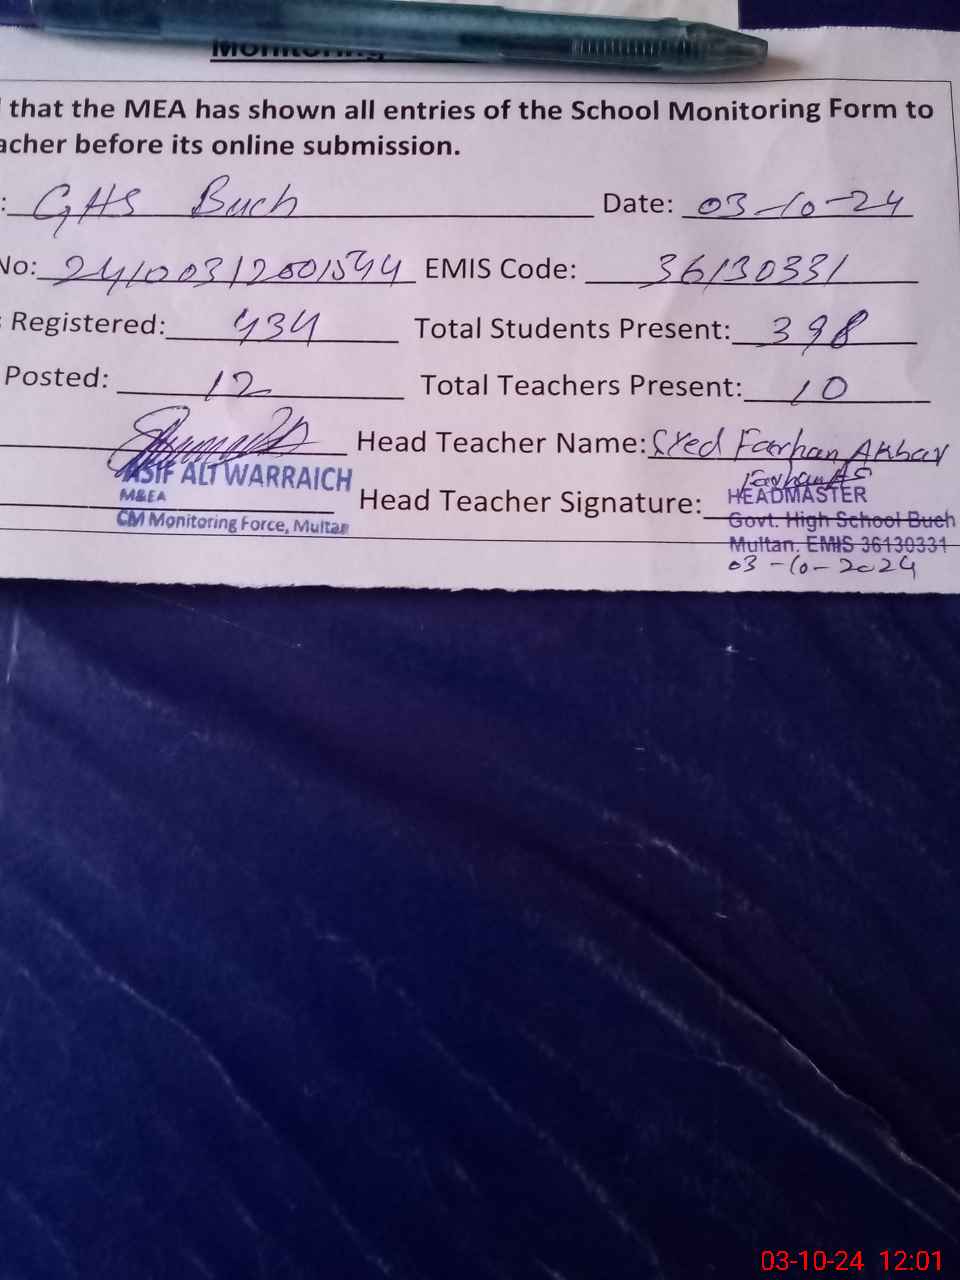 Monitoring
that the MEA has shown all entries of the School Monitoring Form to
acher before its online submission.
: GHS Buch Date: 03-10-24
No: 24100312001544 EMIS Code: 36130331
s Registered: 434 Total Students Present: 398
Posted: 12 Total Teachers Present: 10
Head Teacher Name: Syed Farhan Akbar
ASIF ALI WARRAICH
M&EA
CM Monitoring Force, Multan
Head Teacher Signature:
HEADMASTER
Govt. High School Buch
Multan. EMIS 36130331
03-10-2024
03-10-24 12:01